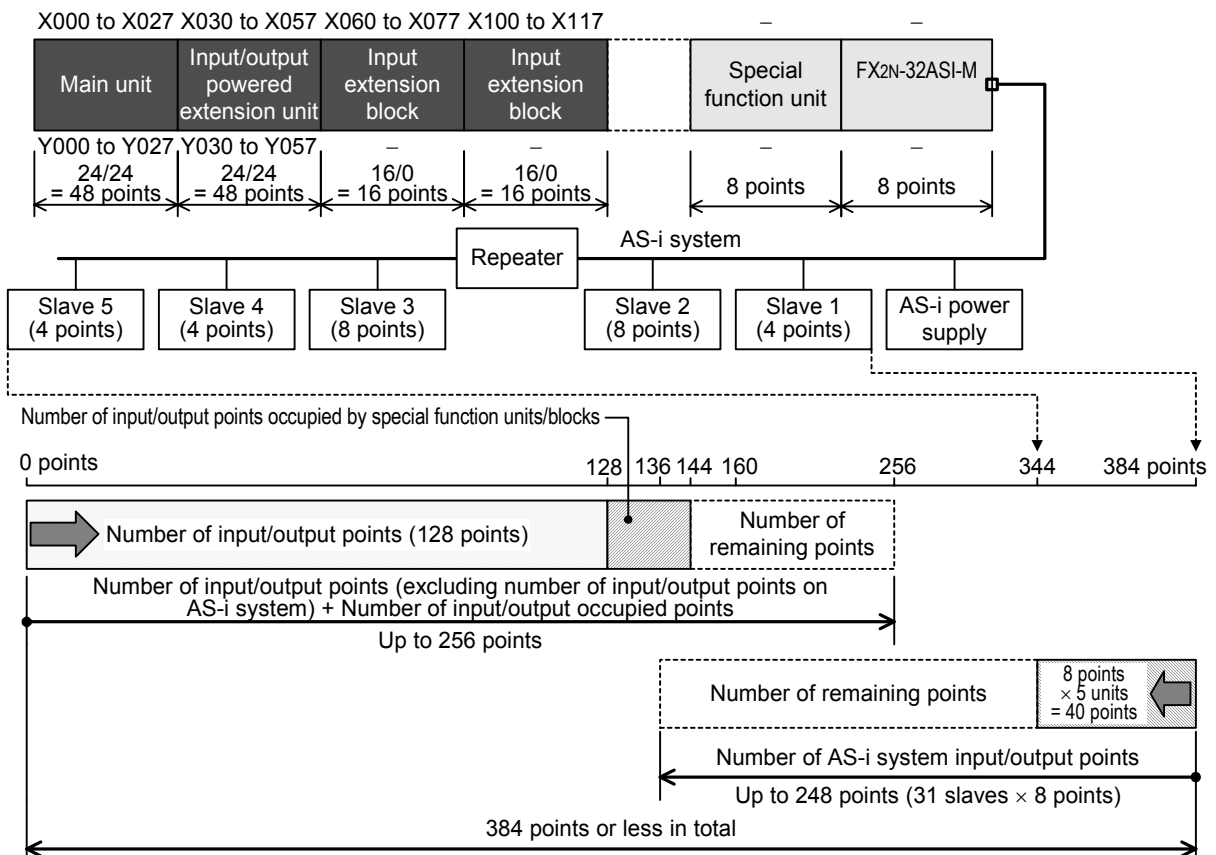 X000 to X027 X030 to X057 X060 to X077 X100 to X117 – –
Main unit
Input/output
powered
extension unit
Input
extension
block
Input
extension
block
Special
function unit
FX2N-32ASI-M
Y000 to Y027 Y030 to Y057 – – – –
24/24
= 48 points
24/24
= 48 points
16/0
= 16 points
16/0
= 16 points
8 points
8 points
AS-i system
Repeater
Slave 5
(4 points)
Slave 4
(4 points)
Slave 3
(8 points)
Slave 2
(8 points)
Slave 1
(4 points)
AS-i power
supply
Number of input/output points occupied by special function units/blocks
0 points 128 136 144 160 256 344 384 points
Number of input/output points (128 points)
Number of
remaining points
Number of input/output points (excluding number of input/output points on
AS-i system) + Number of input/output occupied points
Up to 256 points
Number of remaining points
8 points
× 5 units
= 40 points
Number of AS-i system input/output points
Up to 248 points (31 slaves × 8 points)
384 points or less in total